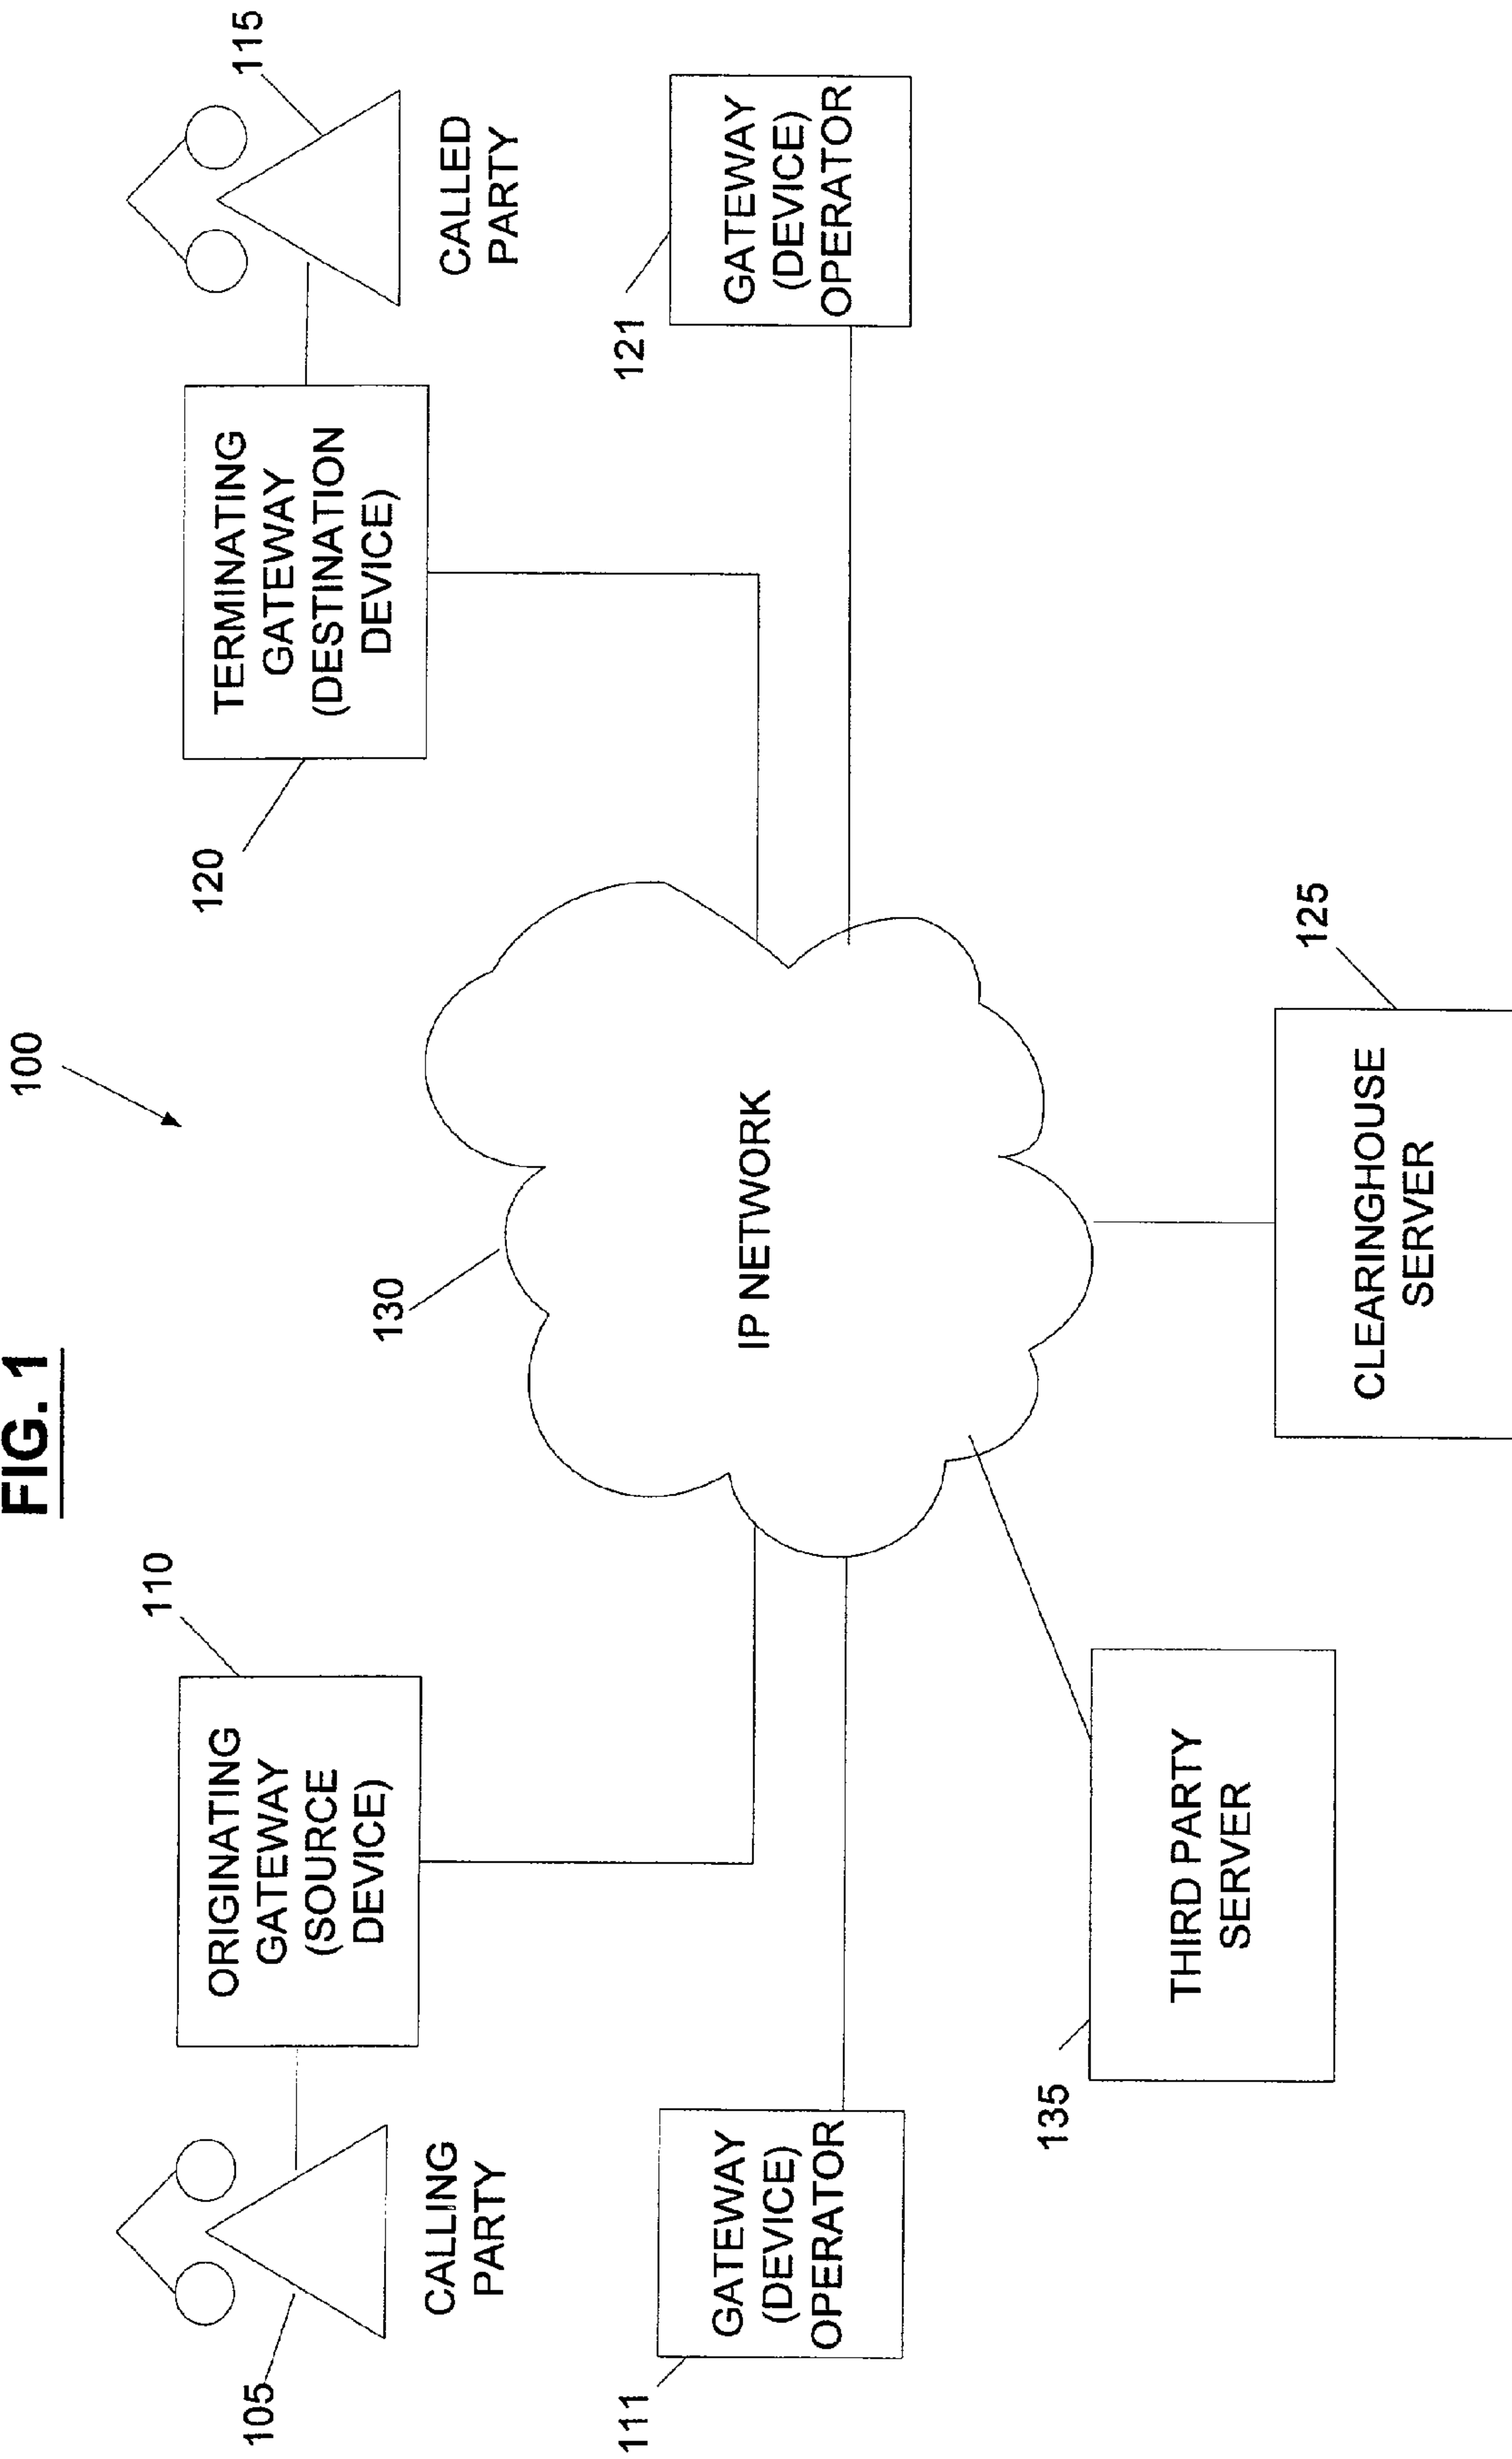 FIG. 1
100
110
ORIGINATING
GATEWAY
(SOURCE
DEVICE)
105
CALLING
PARTY
111
GATEWAY
(DEVICE)
OPERATOR
130
IP NETWORK
120
TERMINATING
GATEWAY
(DESTINATION
DEVICE)
115
CALLED
PARTY
121
GATEWAY
(DEVICE)
OPERATOR
135
THIRD PARTY
SERVER
125
CLEARINGHOUSE
SERVER